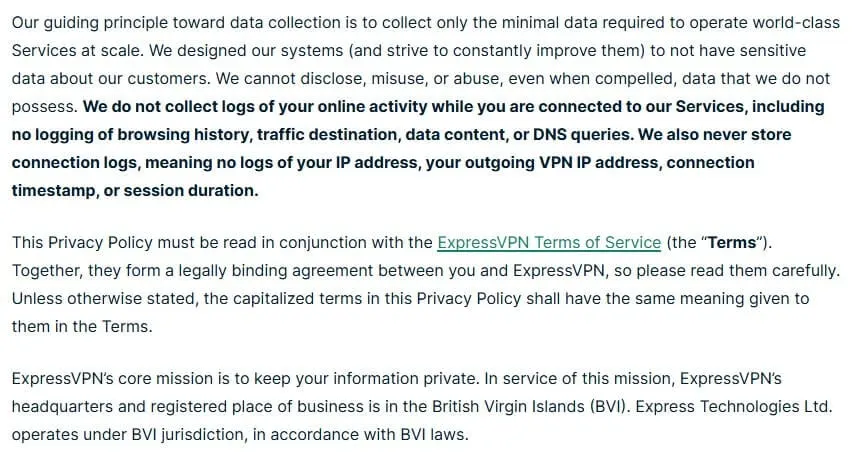 Our guiding principle toward data collection is to collect only the minimal data required to operate world-class
Services at scale. We designed our systems (and strive to constantly improve them) to not have sensitive
data about our customers. We cannot disclose, misuse, or abuse, even when compelled, data that we do not
possess. We do not collect logs of your online activity while you are connected to our Services, including
no logging of browsing history, traffic destination, data content, or DNS queries. We also never store
connection logs, meaning no logs of your IP address, your outgoing VPN IP address, connection
timestamp, or session duration.
This Privacy Policy must be read in conjunction with the ExpressVPN Terms of Service (the “Terms”).
Together, they form a legally binding agreement between you and ExpressVPN, so please read them carefully.
Unless otherwise stated, the capitalized terms in this Privacy Policy shall have the same meaning given to
them in the Terms.
ExpressVPN’s core mission is to keep your information private. In service of this mission, ExpressVPN’s
headquarters and registered place of business is in the British Virgin Islands (BVI). Express Technologies Ltd.
operates under BVI jurisdiction, in accordance with BVI laws.